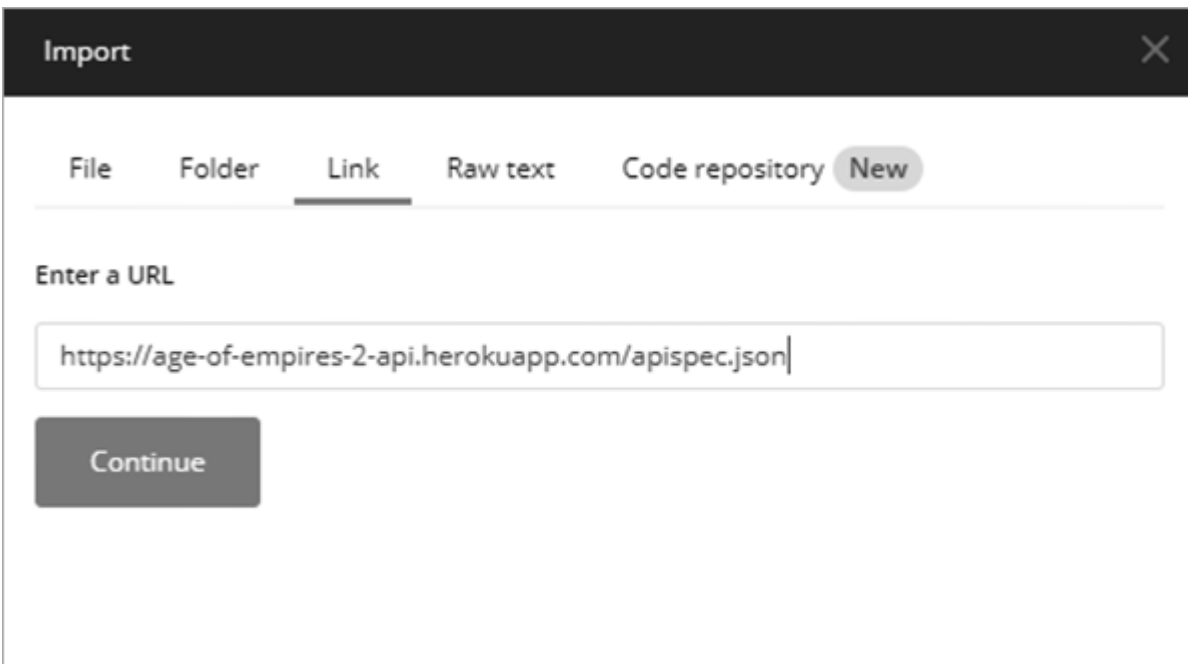 Import
File Folder Link Raw text Code repository New
Enter a URL
https://age-of-empires-2-api.herokuapp.com/apispec.json
Continue